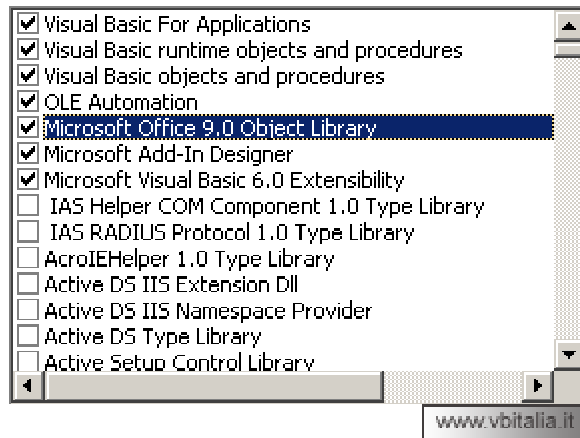 Visual Basic For Applications
Visual Basic runtime objects and procedures
Visual Basic objects and procedures
OLE Automation
Microsoft Office 9.0 Object Library
Microsoft Add-In Designer
Microsoft Visual Basic 6.0 Extensibility
IAS Helper COM Component 1.0 Type Library
IAS RADIUS Protocol 1.0 Type Library
AcroIEHelper 1.0 Type Library
Active DS IIS Extension Dll
Active DS IIS Namespace Provider
Active DS Type Library
Active Setup Control Library
www.vbitalia.it